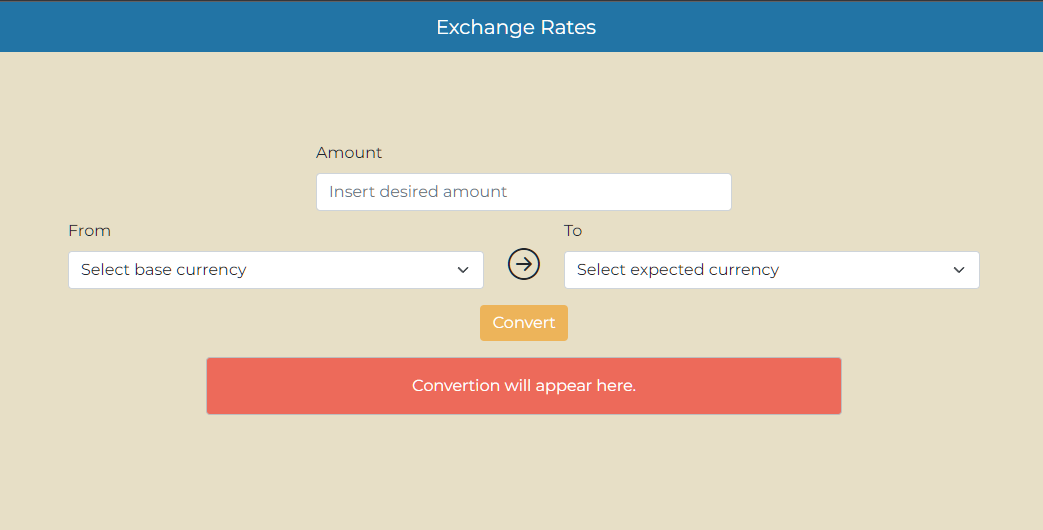 Exchange Rates
Amount
Insert desired amount
From
To
Select base currency
Select expected currency
Convert
Convertion will appear here.